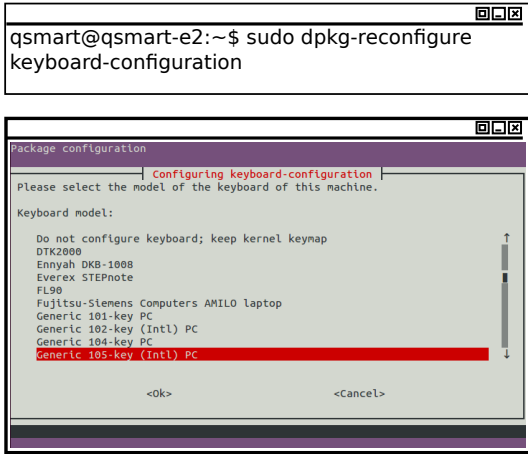 qsmart@qsmart-e2:~$ sudo dpkg-reconfigure
keyboard-configuration
Package configuration
Configuring keyboard-configuration
Please select the model of the keyboard of this machine.
Keyboard model:
Do not configure keyboard; keep kernel keymap
DTK2000
Ennyah DKB-1008
Everex STEPnote
FL90
Fujitsu-Siemens Computers AMILO laptop
Generic 101-key PC
Generic 102-key (Intl) PC
Generic 104-key PC
Generic 105-key (Intl) PC
<Ok> <Cancel>